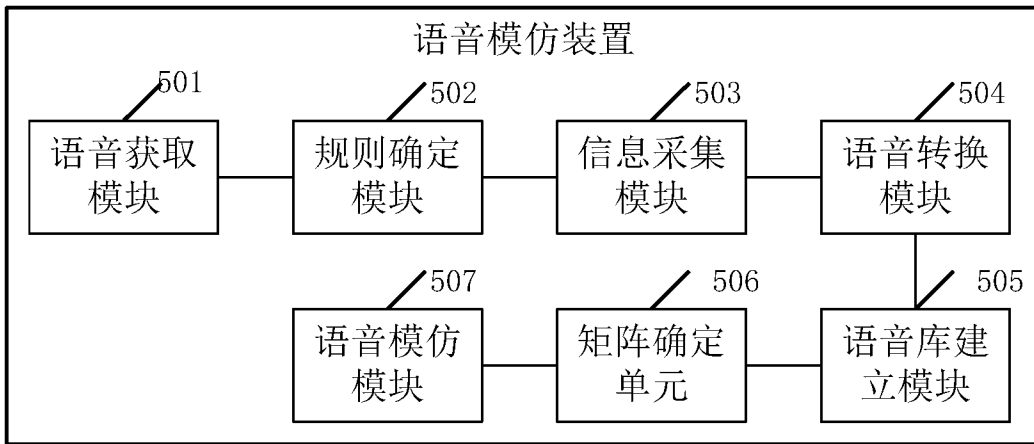 语音模仿装置
501
502
503
504
语音获取
模块
规则确定
模块
信息采集
模块
语音转换
模块
507
506
505
语音模仿
模块
矩阵确定
单元
语音库建
立模块